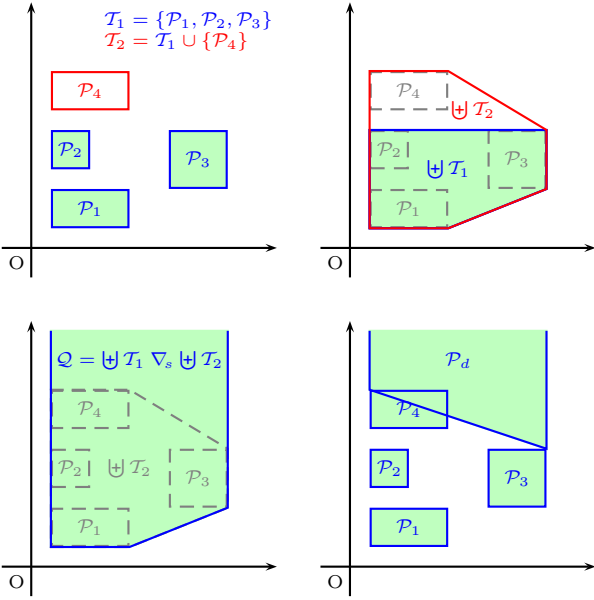 𝒯₁ = {𝒫₁, 𝒫₂, 𝒫₃}
𝒯₂ = 𝒯₁ ∪ {𝒫₄}
𝒫₄
𝒫₂
𝒫₃
𝒫₁
O
𝒫₄
⨄ 𝒯₂
𝒫₂
𝒫₃
⨄ 𝒯₁
𝒫₁
O
𝒬 = ⨄ 𝒯₁ ∇ₛ ⨄ 𝒯₂
𝒫₄
𝒫₂
⨄ 𝒯₂
𝒫₃
𝒫₁
O
𝒫_d
𝒫₄
𝒫₂
𝒫₃
𝒫₁
O